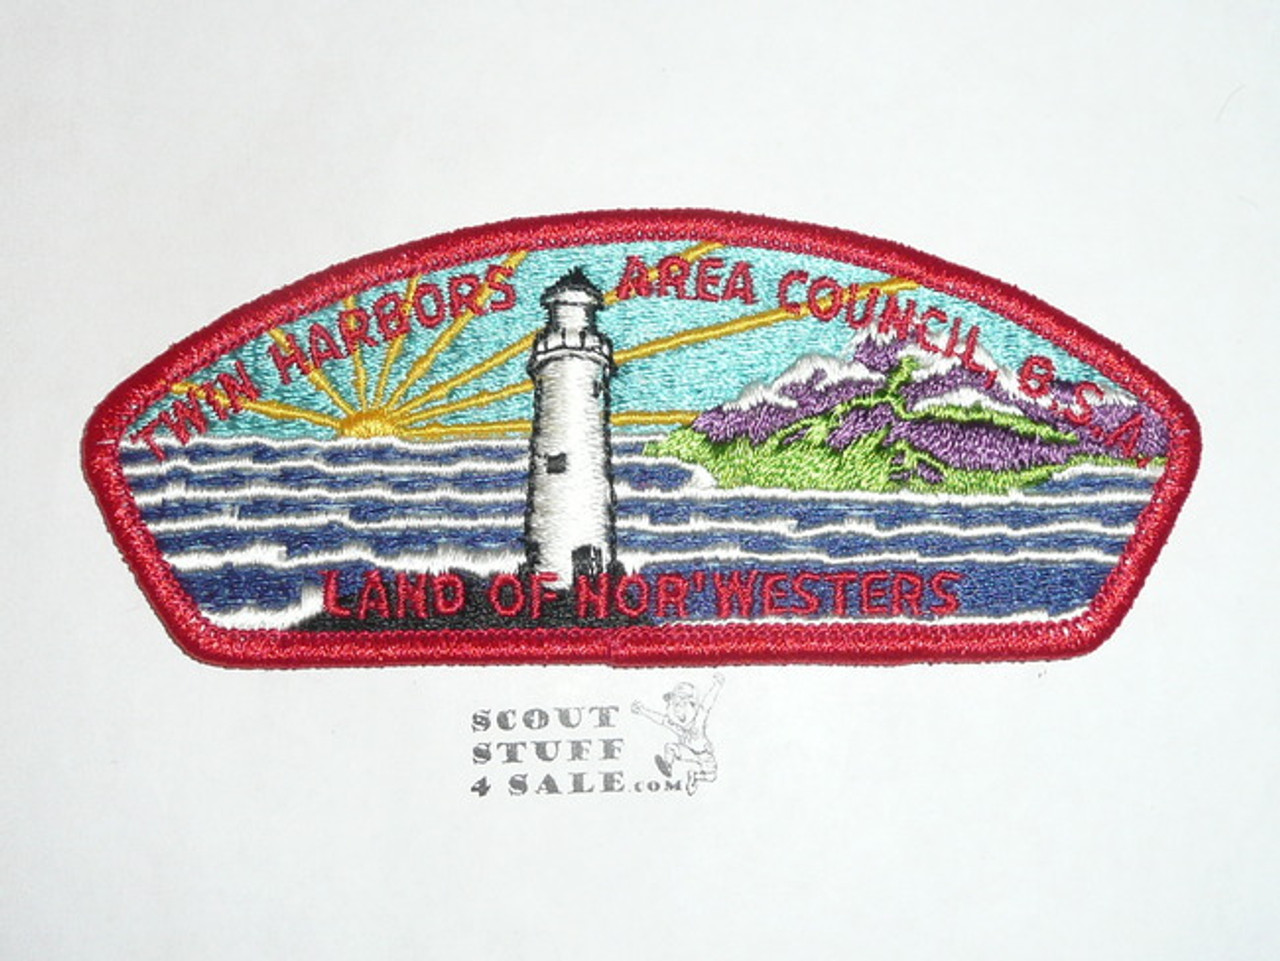 TWIN HARBORS AREA COUNCIL, B.S.A.
LAND OF NOR'WESTERS
SCOUT
STUFF
4 SALE.COM